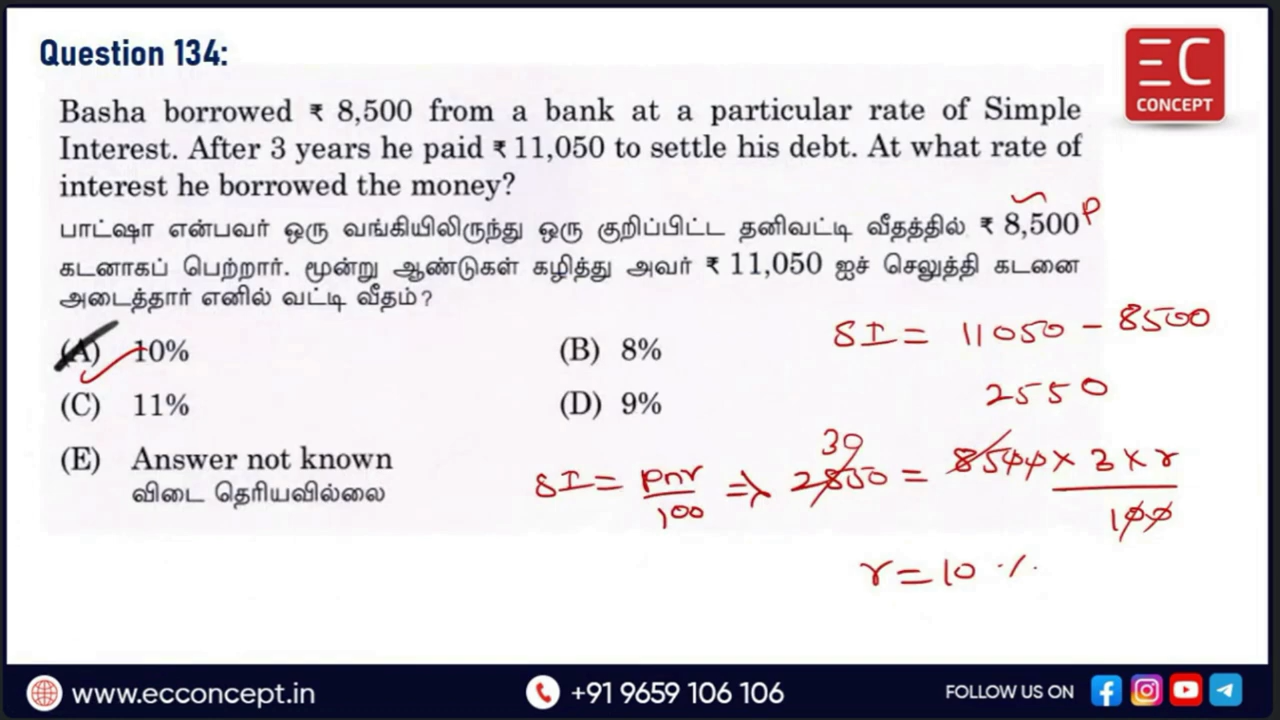 Question 134:
EC
CONCEPT
Basha borrowed ₹ 8,500 from a bank at a particular rate of Simple
Interest. After 3 years he paid ₹ 11,050 to settle his debt. At what rate of
interest he borrowed the money?
பாட்ஷா என்பவர் ஒரு வங்கியிலிருந்து ஒரு குறிப்பிட்ட தனிவட்டி வீதத்தில் ₹ 8,500 P
கடனாகப் பெற்றார். மூன்று ஆண்டுகள் கழித்து அவர் ₹ 11,050 ஐச் செலுத்தி கடனை
அடைத்தார் எனில் வட்டி வீதம்?
(A) 10% (B) 8%
(C) 11% (D) 9%
(E) Answer not known
விடை தெரியவில்லை
SI = 11050 - 8500
2550
30
SI = pnr/100 => 2550 = 8500 x 3 x r / 100
r = 10 %
www.ecconcept.in
+91 9659 106 106
FOLLOW US ON